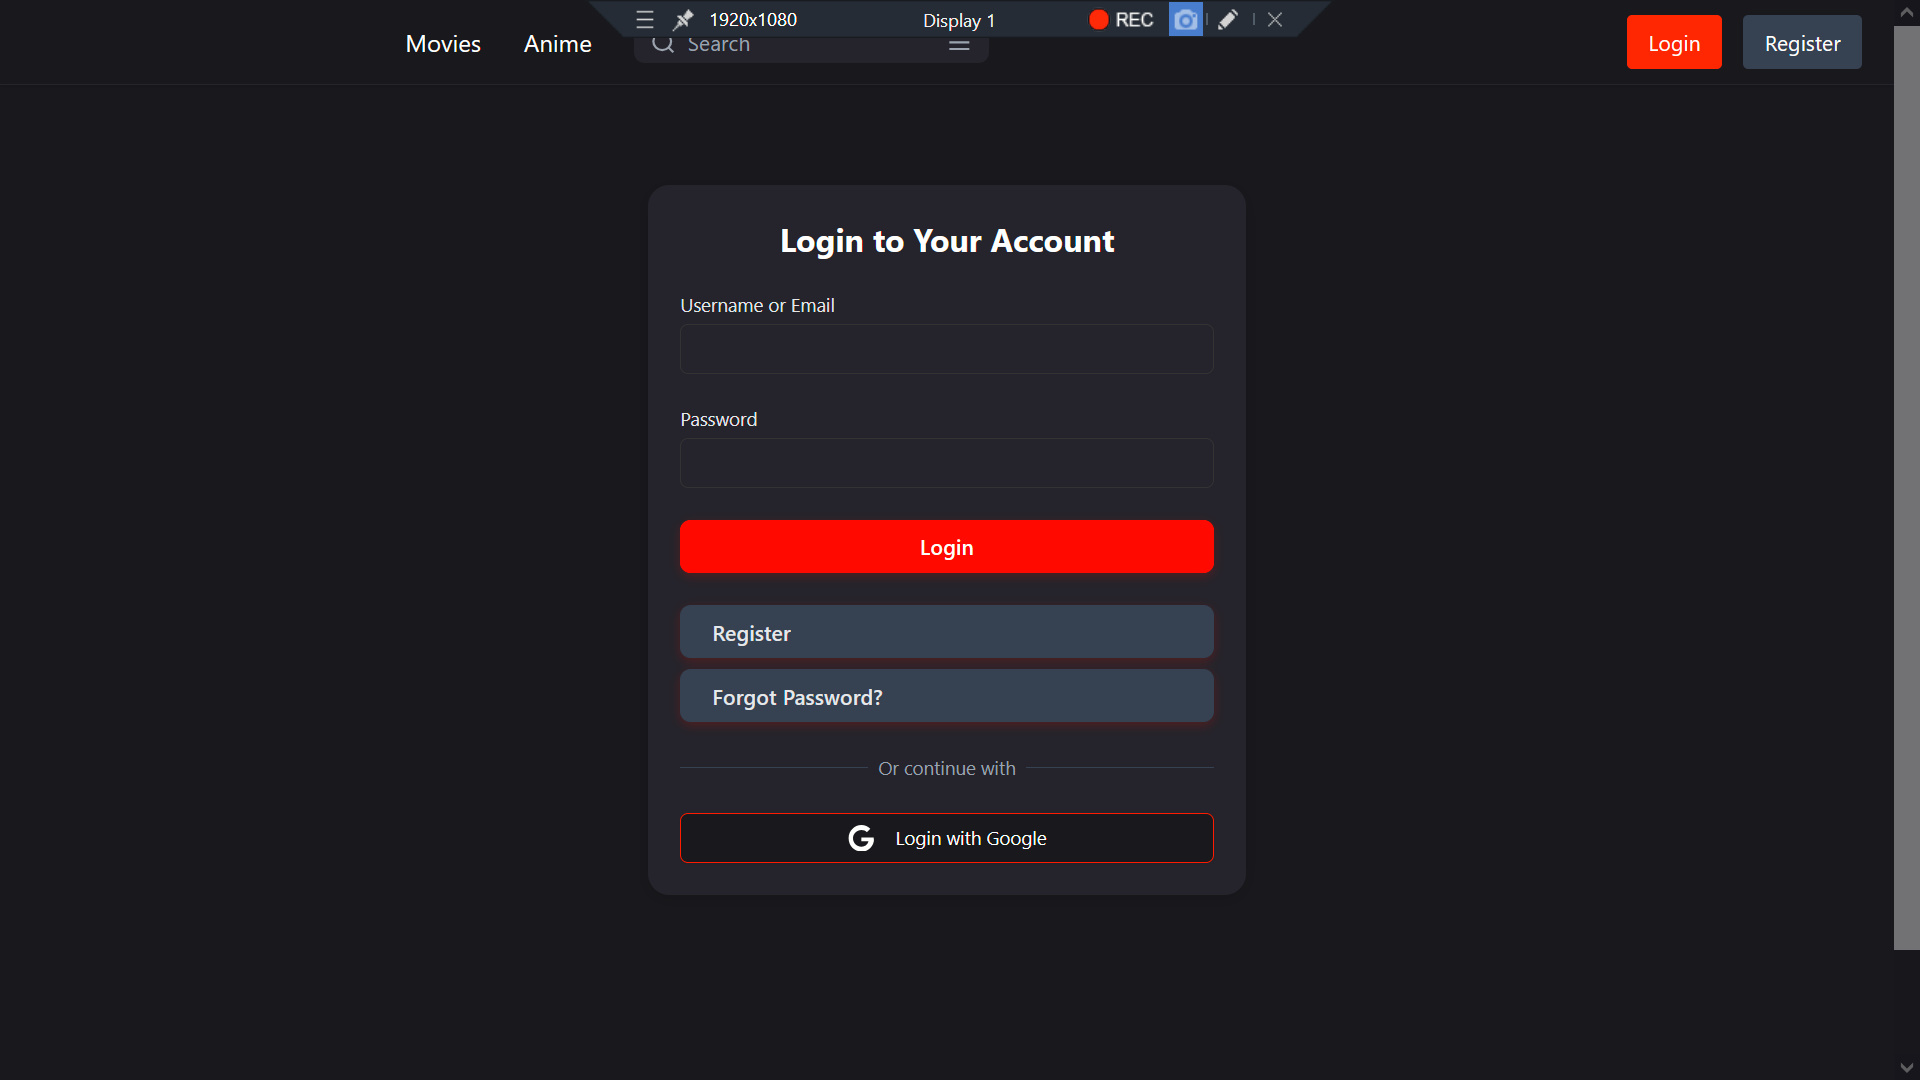 1920x1080 Display 1 REC
Movies Anime Search Login Register
Login to Your Account
Username or Email
Password
Login
Register
Forgot Password?
Or continue with
G Login with Google